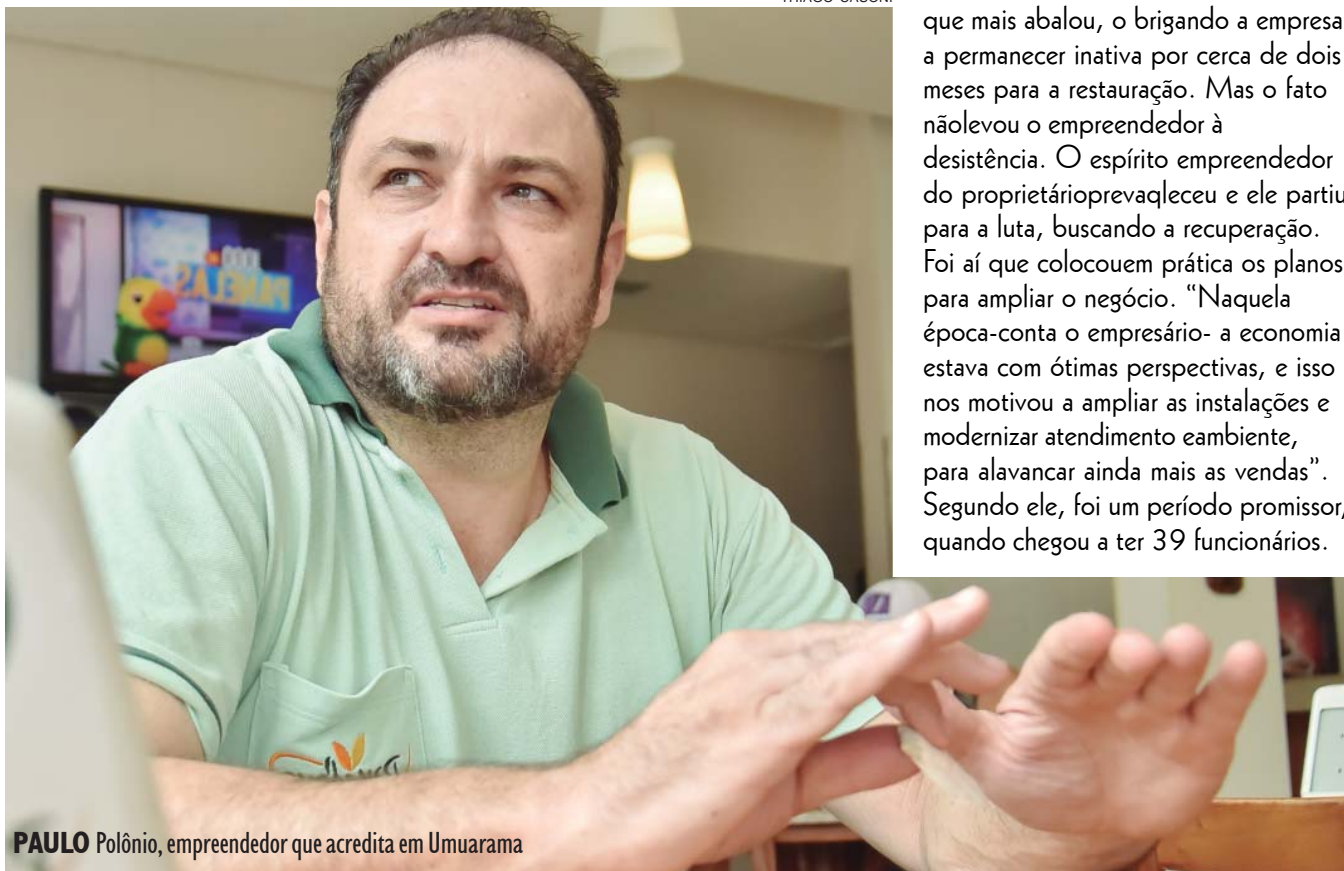 que mais abalou, o brigando a empresa
a permanecer inativa por cerca de dois
meses para a restauração. Mas o fato
nãolevou o empreendedor à
desistência. O espírito empreendedor
do proprietárioprevaqleceu e ele partiu
para a luta, buscando a recuperação.
Foi aí que colocouem prática os planos
para ampliar o negócio. “Naquela
época-conta o empresário- a economia
estava com ótimas perspectivas, e isso
nos motivou a ampliar as instalações e
modernizar atendimento eambiente,
para alavancar ainda mais as vendas”.
Segundo ele, foi um período promissor,
quando chegou a ter 39 funcionários.
PANELAS
PAULO Polônio, empreendedor que acredita em Umuarama